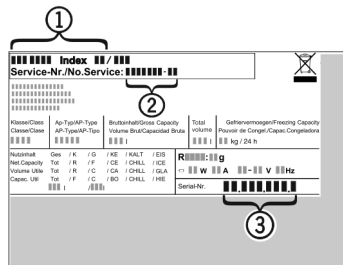 1
Index /
Service-Nr./No.Service: -
2
Klasse/Class Ap-Typ/AP-Type Bruttoinhalt/Gross Capacity Total Gefriervermoegen/Freezing Capacity
Classe/Clase AP-Type/AP-Tipo Volume Brut/Capacidad Bruta volume Pouvoir de Congel./Capac.Congeladora
l l kg / 24 h
Nutzinhalt Ges / K / G / KE / KALT / EIS
Net.Capacity Tot / R / F / CE / CHILL / ICE
Volume Utile Tot / R / C / CA / CHILL / GLA
Capac. Util Tot / F / C / BO / CHILL / HIE
l / l
R : g
W A - V Hz
Serial-Nr. . . .
3